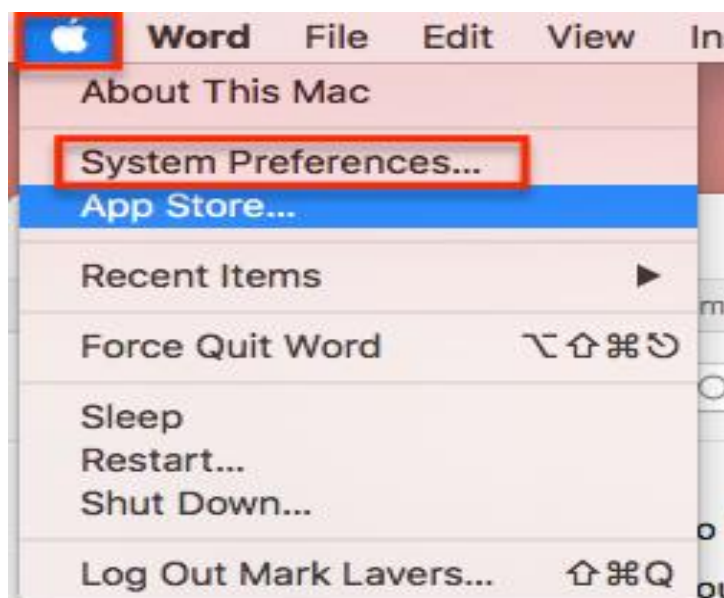 Word File Edit View In
About This Mac
System Preferences...
App Store...
Recent Items ▶
Force Quit Word ⌥⇧⌘⎋
Sleep
Restart...
Shut Down...
Log Out Mark Lavers... ⇧⌘Q